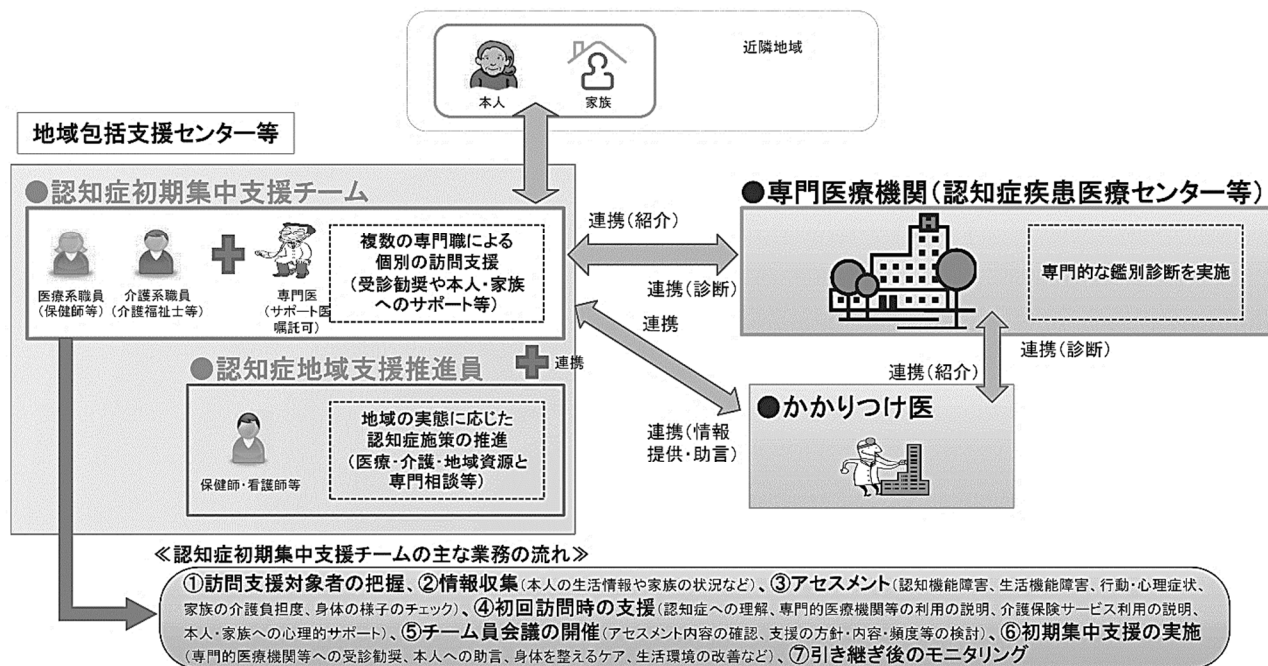 近隣地域
本人
家族
地域包括支援センター等
●認知症初期集中支援チーム
医療系職員
(保健師等)
介護系職員
(介護福祉士等)
専門医
(サポート医
嘱託可)
複数の専門職による
個別の訪問支援
(受診勧奨や本人・家族
へのサポート等)
連携
●認知症地域支援推進員
保健師・看護師等
地域の実態に応じた
認知症施策の推進
(医療・介護・地域資源と
専門相談等)
連携(紹介)
連携(診断)
●専門医療機関(認知症疾患医療センター等)
H
専門的な鑑別診断を実施
連携
連携(情報
提供・助言)
連携(診断)
連携(紹介)
●かかりつけ医
≪認知症初期集中支援チームの主な業務の流れ≫
①訪問支援対象者の把握、②情報収集(本人の生活情報や家族の状況など)、③アセスメント(認知機能障害、生活機能障害、行動・心理症状、
家族の介護負担度、身体の様子のチェック)、④初回訪問時の支援(認知症への理解、専門的医療機関等の利用の説明、介護保険サービス利用の説明、
本人・家族への心理的サポート)、⑤チーム員会議の開催(アセスメント内容の確認、支援の方針・内容・頻度等の検討)、⑥初期集中支援の実施
(専門的医療機関等への受診勧奨、本人への助言、身体を整えるケア、生活環境の改善など)、⑦引き継ぎ後のモニタリング